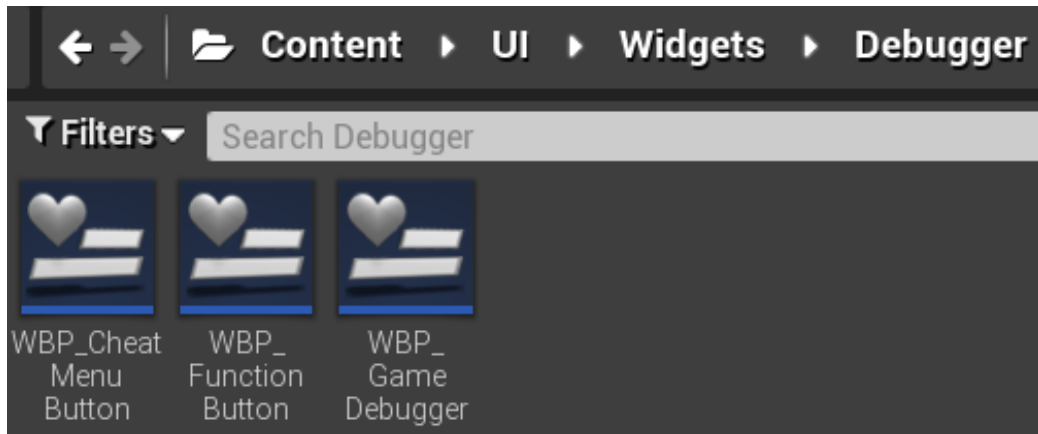 Content UI Widgets Debugger
Filters Search Debugger
WBP_Cheat
Menu
Button
WBP_
Function
Button
WBP_
Game
Debugger